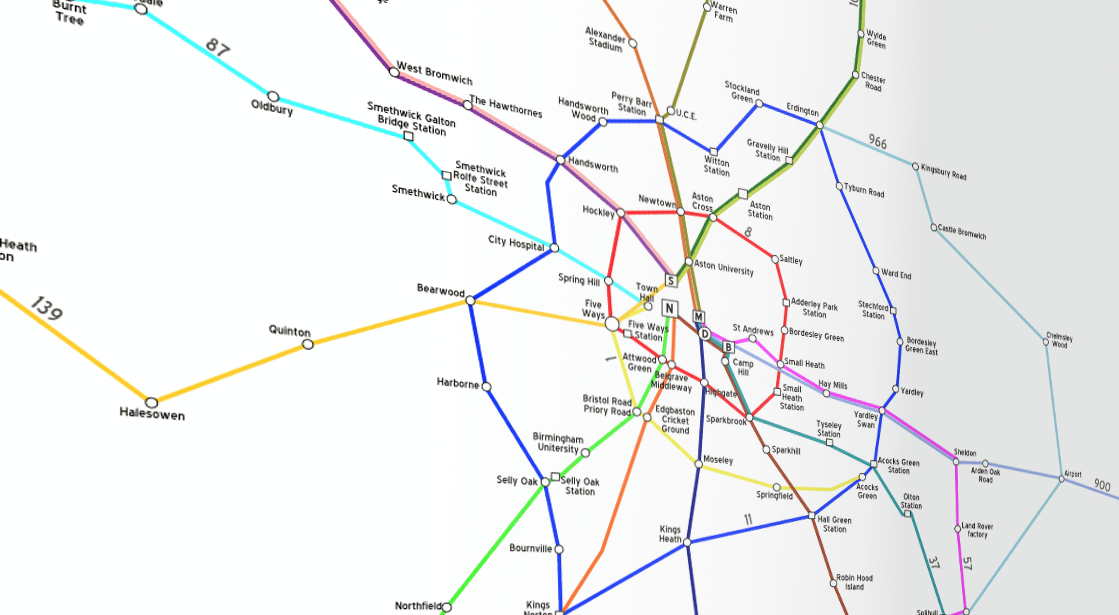 Burnt
Tree
87
Oldbury
West Bromwich
The Hawthornes
Smethwick Galton
Bridge Station
Smethwick
Rolfe Street
Station
Smethwick
Alexander
Stadium
Warren
Farm
Wylde
Green
Chester
Road
Handsworth
Wood
Perry Barr
Station
U.C.E.
Stockland
Green
Erdington
966
Kingsbury Road
Witton
Station
Gravelly Hill
Station
Handsworth
Tyburn Road
Castle Bromwich
Hockley
Newtown
Aston
Cross
Aston
Station
8
City Hospital
Aston University
Saltley
Ward End
Heath
on
139
Bearwood
Spring Hill
S
Town
Hall
N
M
D
B
Five
Ways
Five Ways
Station
St Andrews
Adderley Park
Station
Bordesley Green
Stechford
Station
Bordesley
Green East
Chelmsley
Wood
Quinton
Halesowen
1
Attwood
Green
Belgrave
Middleway
Camp
Hill
Small Heath
Hay Mills
Small
Heath
Station
Yardley
Yardley
Swan
Harborne
Highgate
Bristol Road
Priory Road
Edgbaston
Cricket
Ground
Sparkbrook
Tyseley
Station
Birmingham
Untiersity
Moseley
Sparkhill
Acocks Green
Station
Acocks
Green
Sheldon
Arden Oak
Road
Airport
900
Selly Oak
Selly Oak
Station
Springfield
Olton
Station
11
Hall Green
Station
Land Rover
factory
Bournville
Kings
Heath
37
57
Robin Hood
Island
Northfield
Kings
Norton
Solihull